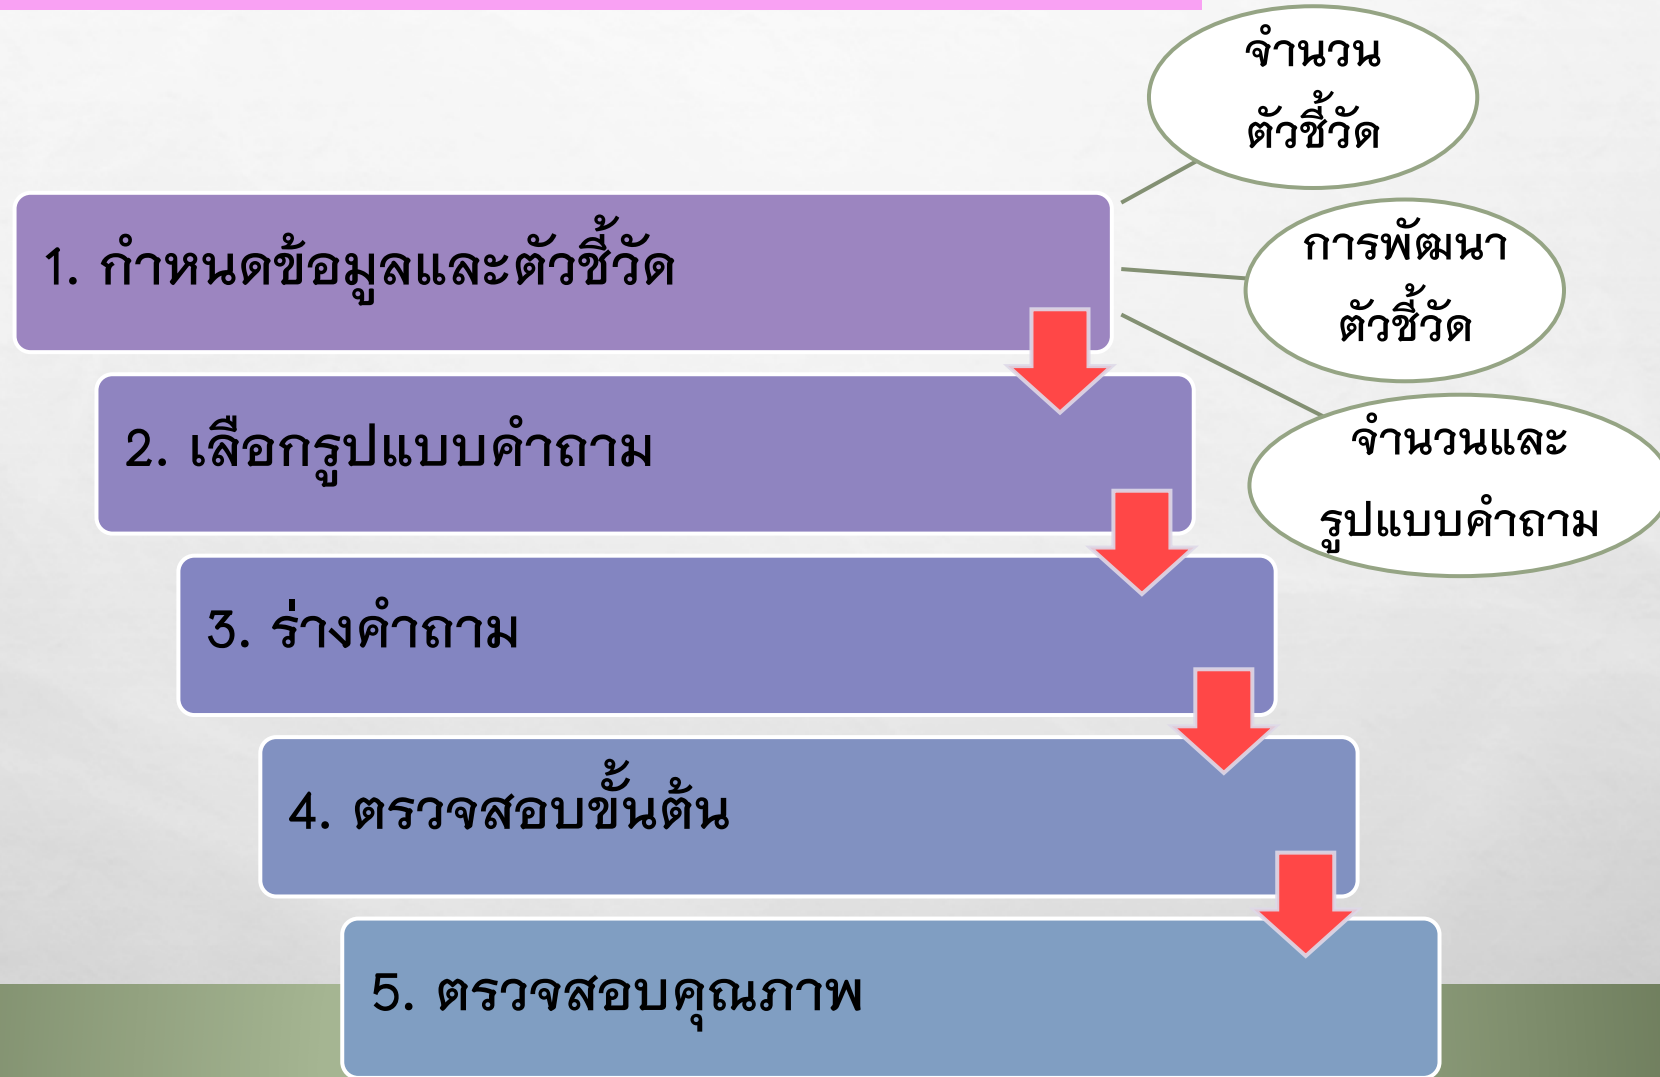 จำนวน
ตัวชี้วัด
1. กำหนดข้อมูลและตัวชี้วัด
การพัฒนา
ตัวชี้วัด
2. เลือกรูปแบบคำถาม
จำนวนและ
รูปแบบคำถาม
3. ร่างคำถาม
4. ตรวจสอบขั้นต้น
5. ตรวจสอบคุณภาพ